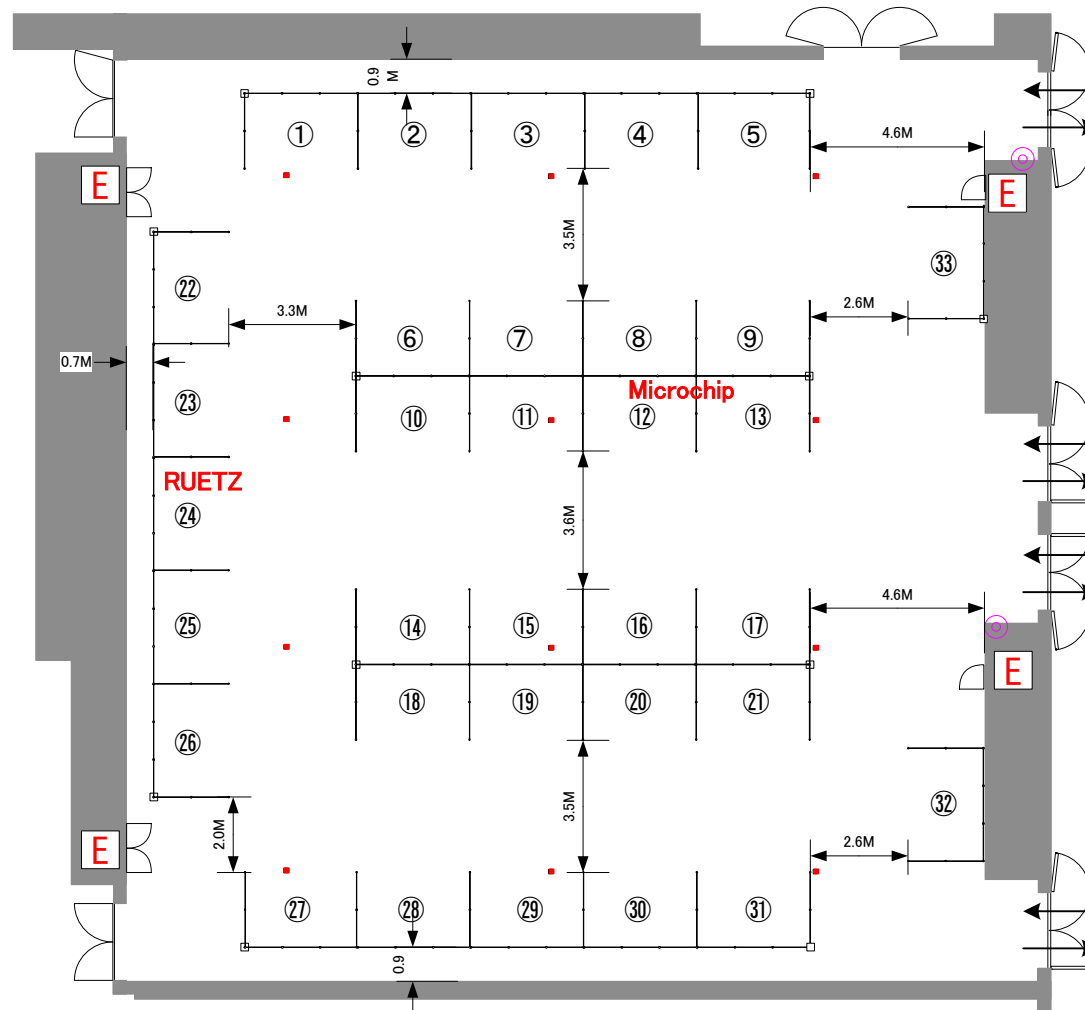 0.9
M
① ② ③ ④ ⑤
4.6M
E
E
3.5M
㉝
㉒
3.3M
⑥ ⑦ ⑧ ⑨
2.6M
0.7M
Microchip
㉓
⑩ ⑪ ⑫ ⑬
RUETZ
㉔
3.6M
4.6M
㉕
⑭ ⑮ ⑯ ⑰
E
⑱ ⑲ ⑳ ㉑
㉖
3.5M
㉜
2.0M
2.6M
E
㉗ ㉘ ㉙ ㉚ ㉛
0.9